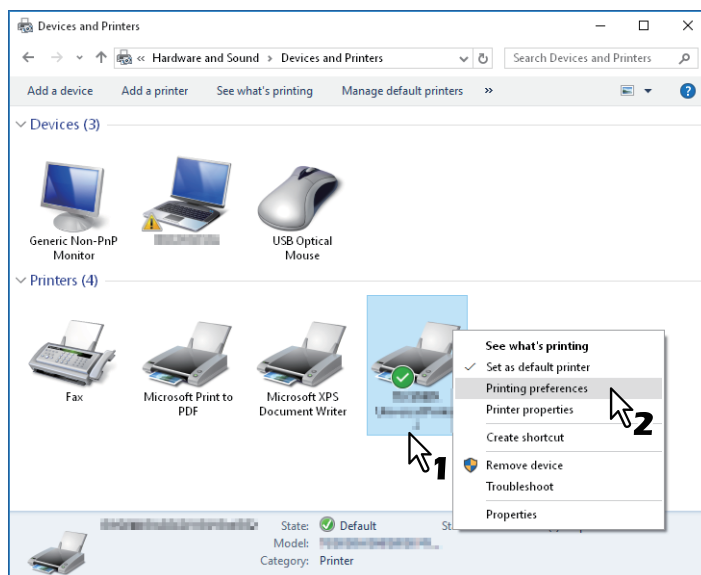 Devices and Printers
« Hardware and Sound > Devices and Printers
Search Devices and Printers
Add a device Add a printer See what's printing Manage default printers »
Devices (3)
Generic Non-PnP
Monitor
USB Optical
Mouse
Printers (4)
Fax
Microsoft Print to
PDF
Microsoft XPS
Document Writer
See what's printing
Set as default printer
Printing preferences
Printer properties
Create shortcut
Remove device
Troubleshoot
Properties
1
2
State: Default
Model:
Category: Printer